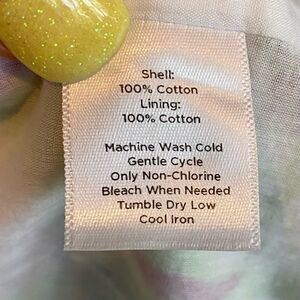 Shell:
100% Cotton
Lining:
100% Cotton
Machine Wash Cold
Gentle Cycle
Only Non-Chlorine
Bleach When Needed
Tumble Dry Low
Cool Iron